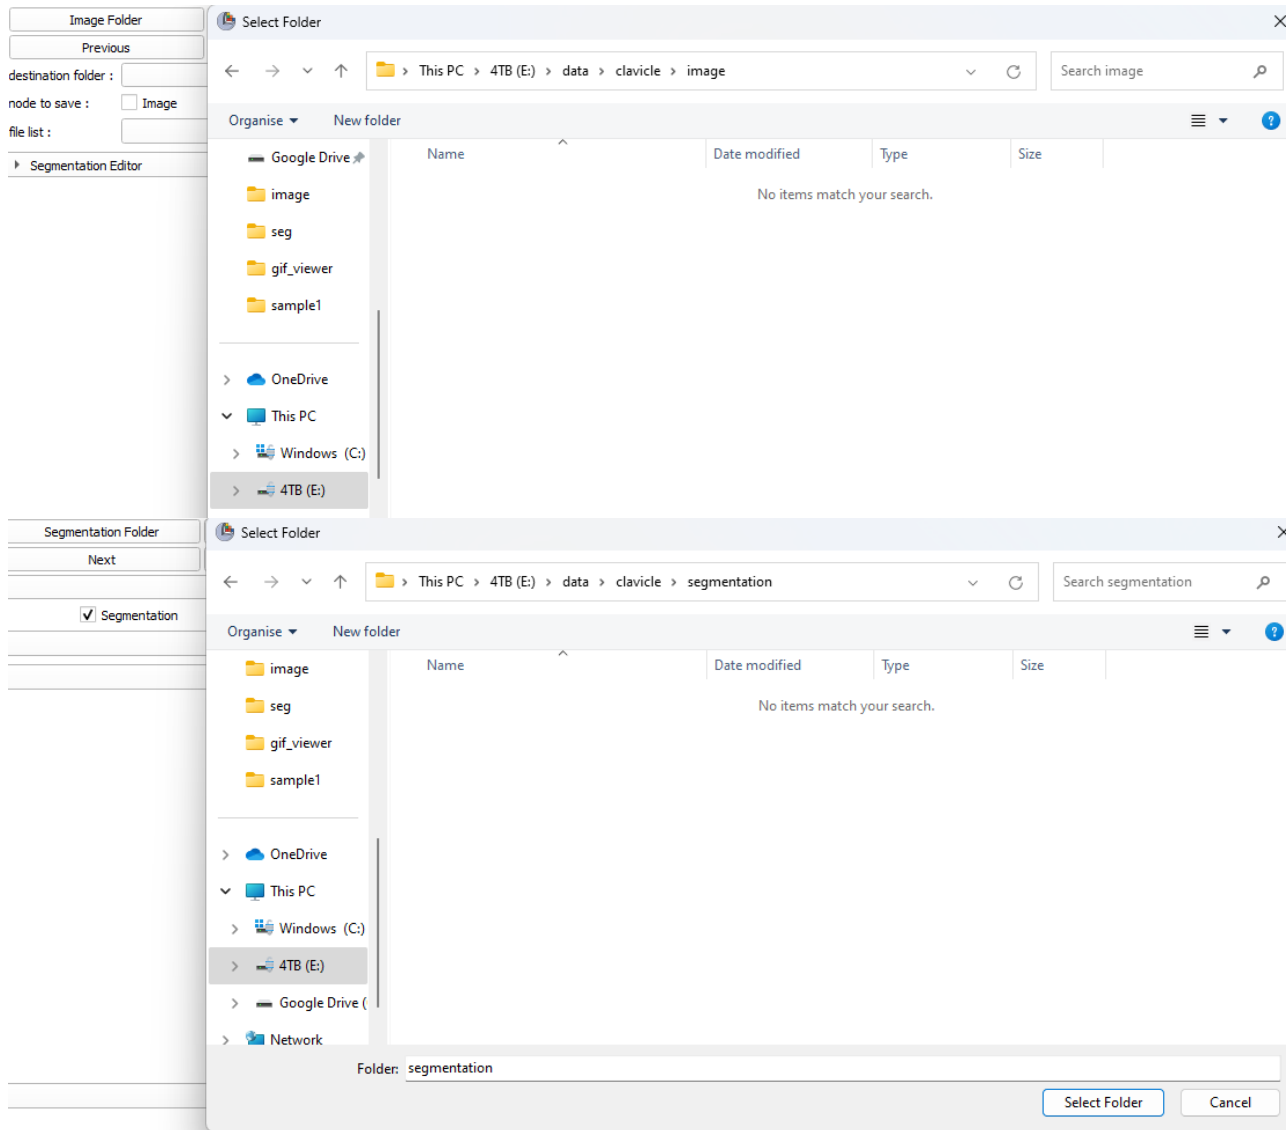 Image Folder
Select Folder
Previous
destination folder :
This PC > 4TB (E:) > data > clavicle > image
Search image
node to save :
Image
file list :
Organise
New folder
Segmentation Editor
Google Drive
Name
Date modified
Type
Size
image
No items match your search.
seg
gif_viewer
sample1
OneDrive
This PC
Windows (C:)
4TB (E:)
Segmentation Folder
Select Folder
Next
This PC > 4TB (E:) > data > clavicle > segmentation
Search segmentation
Segmentation
Organise
New folder
image
Name
Date modified
Type
Size
seg
No items match your search.
gif_viewer
sample1
OneDrive
This PC
Windows (C:)
4TB (E:)
Google Drive (
Network
Folder: segmentation
Select Folder
Cancel